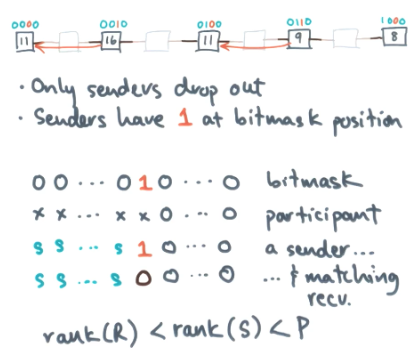 0000 0010 0100 0110 1000
11 16 11 9 8
· Only senders drop out
· Senders have 1 at bitmask position
0 0 ··· 0 1 0 ··· 0 bitmask
x x ··· x x 0 ··· 0 participant
s s ··· s 1 0 ··· 0 a sender...
s s ··· s 0 0 ··· 0 ... & matching
recv.
rank(R) < rank(S) < P